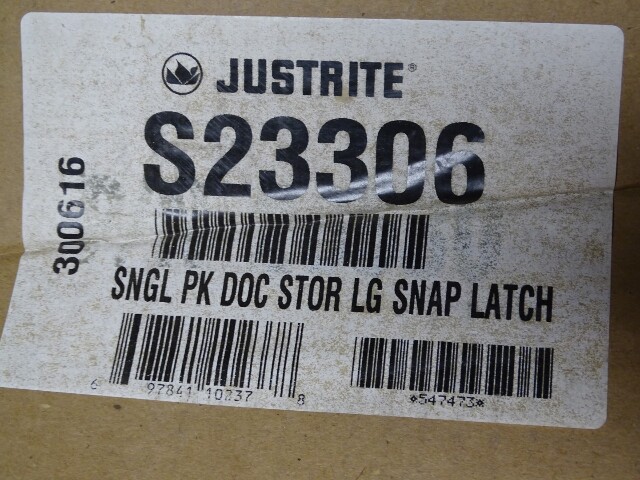 JUSTRITE®
S23306
300616
SNGL PK DOC STOR LG SNAP LATCH
6 97841 10237 8
*547473*